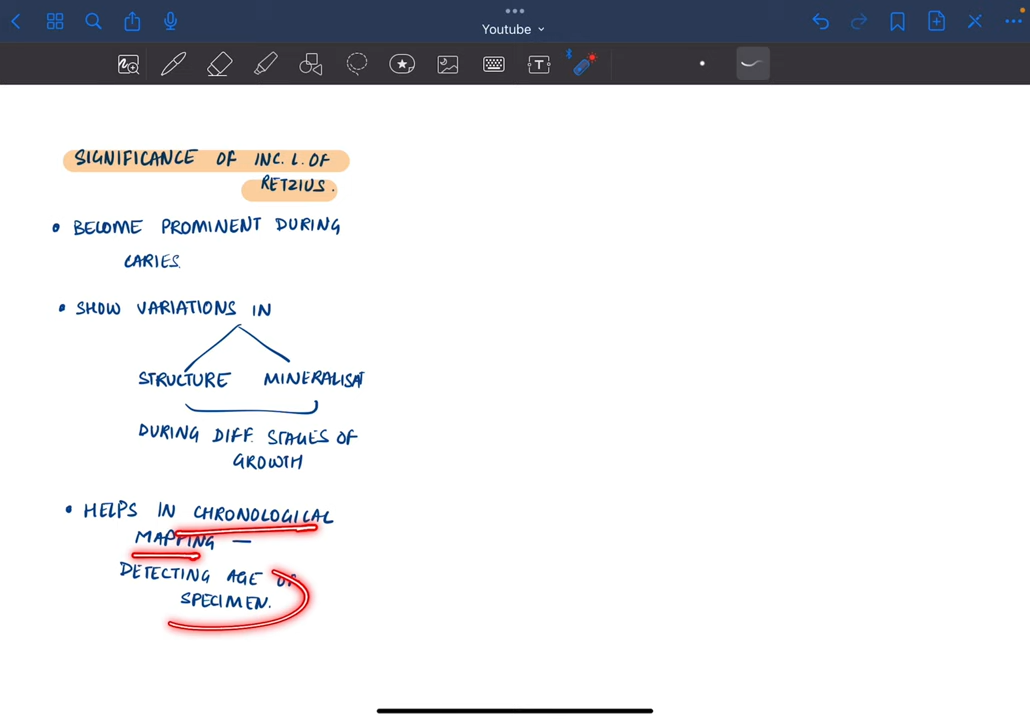 Youtube
SIGNIFICANCE OF INC. L. OF
RETZIUS.
• BECOME PROMINENT DURING
CARIES.
• SHOW VARIATIONS IN
STRUCTURE MINERALISAT
DURING DIFF. STAGES OF
GROWTH
• HELPS IN CHRONOLOGICAL
MAPPING —
DETECTING AGE OF
SPECIMEN.